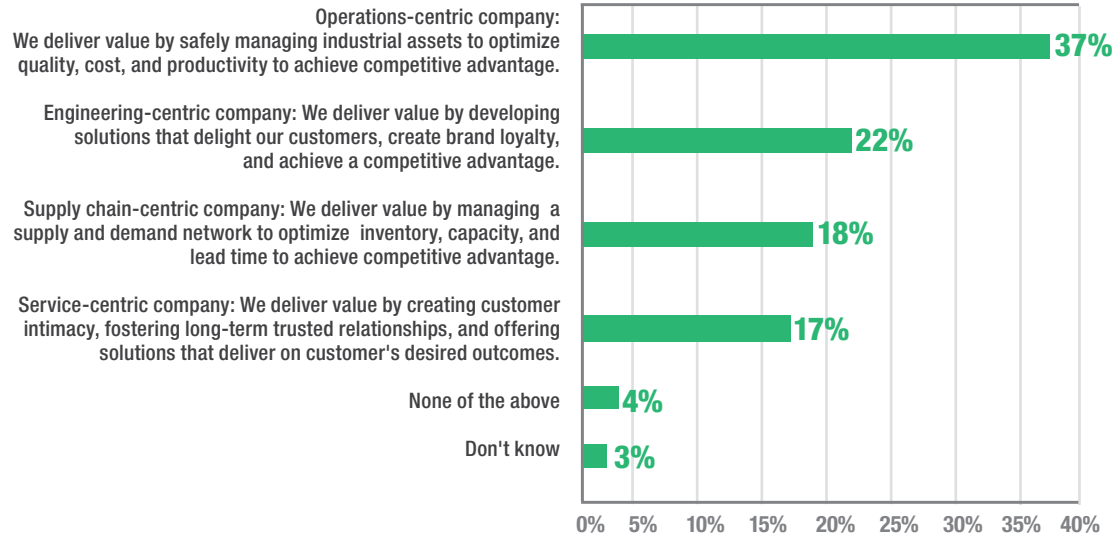 Operations-centric company:
We deliver value by safely managing industrial assets to optimize
quality, cost, and productivity to achieve competitive advantage.
37%
Engineering-centric company: We deliver value by developing
solutions that delight our customers, create brand loyalty,
and achieve a competitive advantage.
22%
Supply chain-centric company: We deliver value by managing a
supply and demand network to optimize inventory, capacity, and
lead time to achieve competitive advantage.
18%
Service-centric company: We deliver value by creating customer
intimacy, fostering long-term trusted relationships, and offering
solutions that deliver on customer's desired outcomes.
17%
None of the above
4%
Don't know
3%
0% 5% 10% 15% 20% 25% 30% 35% 40%